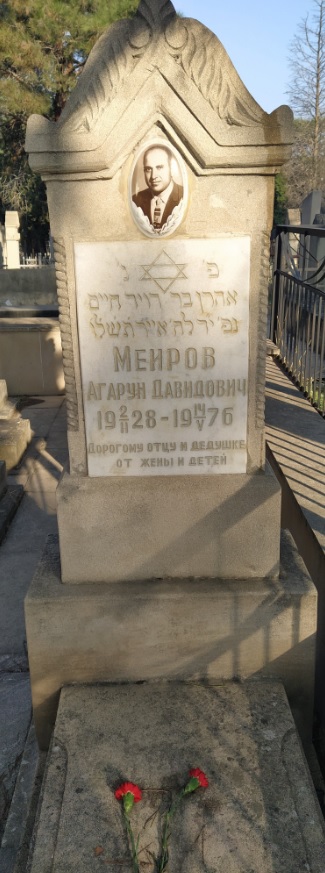 פ נ
אהרן בר דויד חיים
נפ״ יד לח אייר תשלו
МЕИРОВ
АГАРУН ДАВИДОВИЧ
19 2/II 28 - 19 14/V 76
ДОРОГОМУ ОТЦУ И ДЕДУШКЕ
ОТ ЖЕНЫ И ДЕТЕЙ